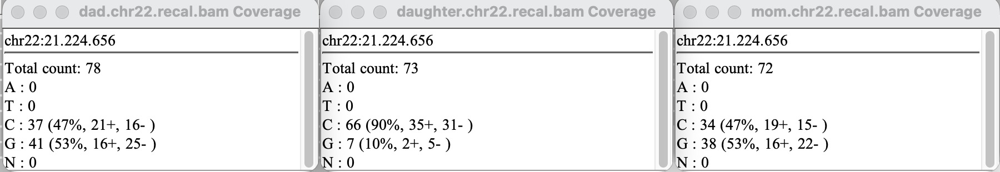 dad.chr22.recal.bam Coverage
chr22:21.224.656
Total count: 78
A : 0
T : 0
C : 37 (47%, 21+, 16- )
G : 41 (53%, 16+, 25- )
N : 0
daughter.chr22.recal.bam Coverage
chr22:21.224.656
Total count: 73
A : 0
T : 0
C : 66 (90%, 35+, 31- )
G : 7 (10%, 2+, 5- )
N : 0
mom.chr22.recal.bam Coverage
chr22:21.224.656
Total count: 72
A : 0
T : 0
C : 34 (47%, 19+, 15- )
G : 38 (53%, 16+, 22- )
N : 0